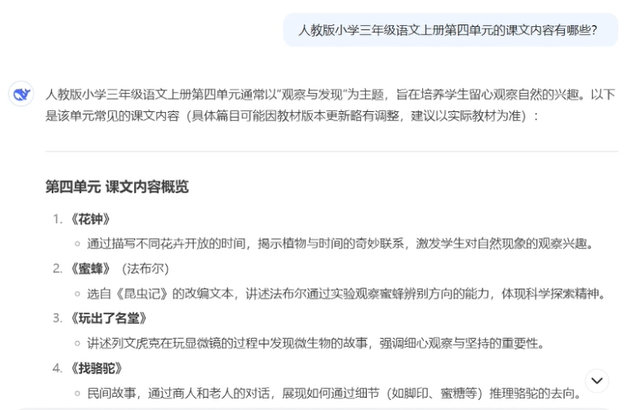 人教版小学三年级语文上册第四单元的课文内容有哪些？
人教版小学三年级语文上册第四单元通常以“观察与发现”为主题，旨在培养学生留心观察自然的兴趣。以下
是该单元常见的课文内容（具体篇目可能因教材版本更新略有调整，建议以实际教材为准）：
第四单元 课文内容概览
1. 《花钟》
通过描写不同花卉开放的时间，揭示植物与时间的奇妙联系，激发学生对自然现象的观察兴趣。
2. 《蜜蜂》（法布尔）
选自《昆虫记》的改编文本，讲述法布尔通过实验观察蜜蜂辨别方向的能力，体现科学探索精神。
3. 《玩出了名堂》
讲述列文虎克在玩显微镜的过程中发现微生物的故事，强调细心观察与坚持的重要性。
4. 《找骆驼》
民间故事，通过商人和老人的对话，展现如何通过细节（如脚印、蜜糖等）推理骆驼的去向。